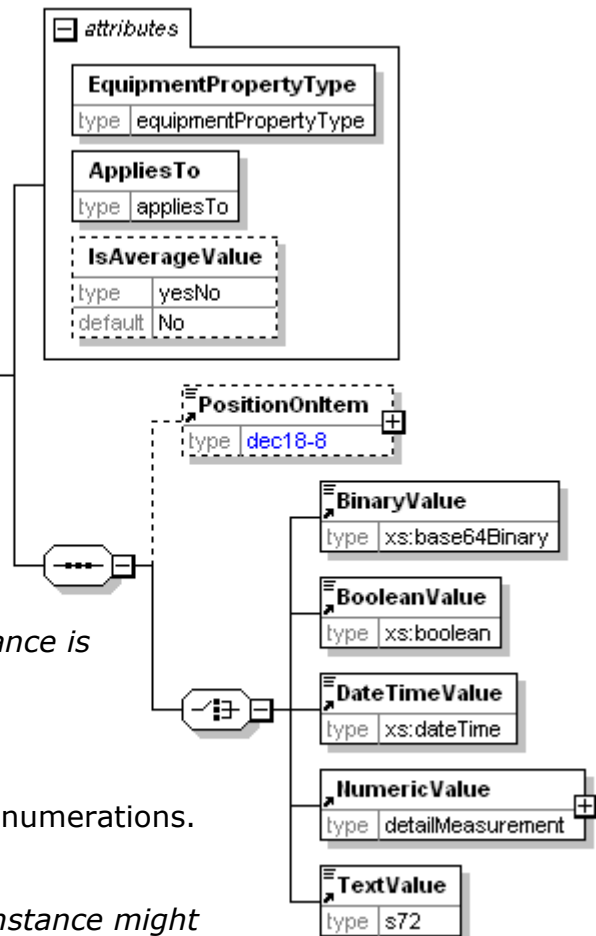 attributes
EquipmentPropertyType
type equipmentPropertyType
AppliesTo
type appliesTo
IsAverageValue
type yesNo
default No
PositionOnItem
type dec18-8
BinaryValue
type xs:base64Binary
BooleanValue
type xs:boolean
ance is
DateTimeValue
type xs:dateTime
NumericValue
type detailMeasurement
numerations.
TextValue
type s72
nstance might